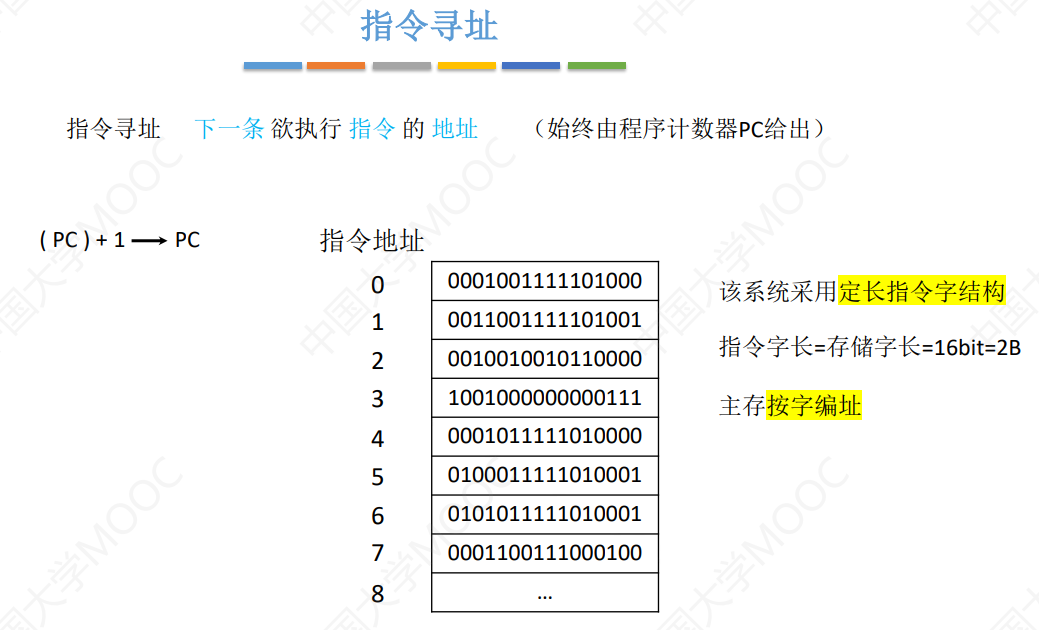 指令寻址
指令寻址 下一条 欲执行 指令 的 地址 （始终由程序计数器PC给出）
( PC ) + 1 → PC
指令地址
0 0001001111101000
1 0011001111101001
2 0010010010110000
3 1001000000000111
4 0001011111010000
5 0100011111010001
6 0101011111010001
7 0001100111000100
8 ...
该系统采用定长指令字结构
指令字长=存储字长=16bit=2B
主存按字编址
中国大学MOOC